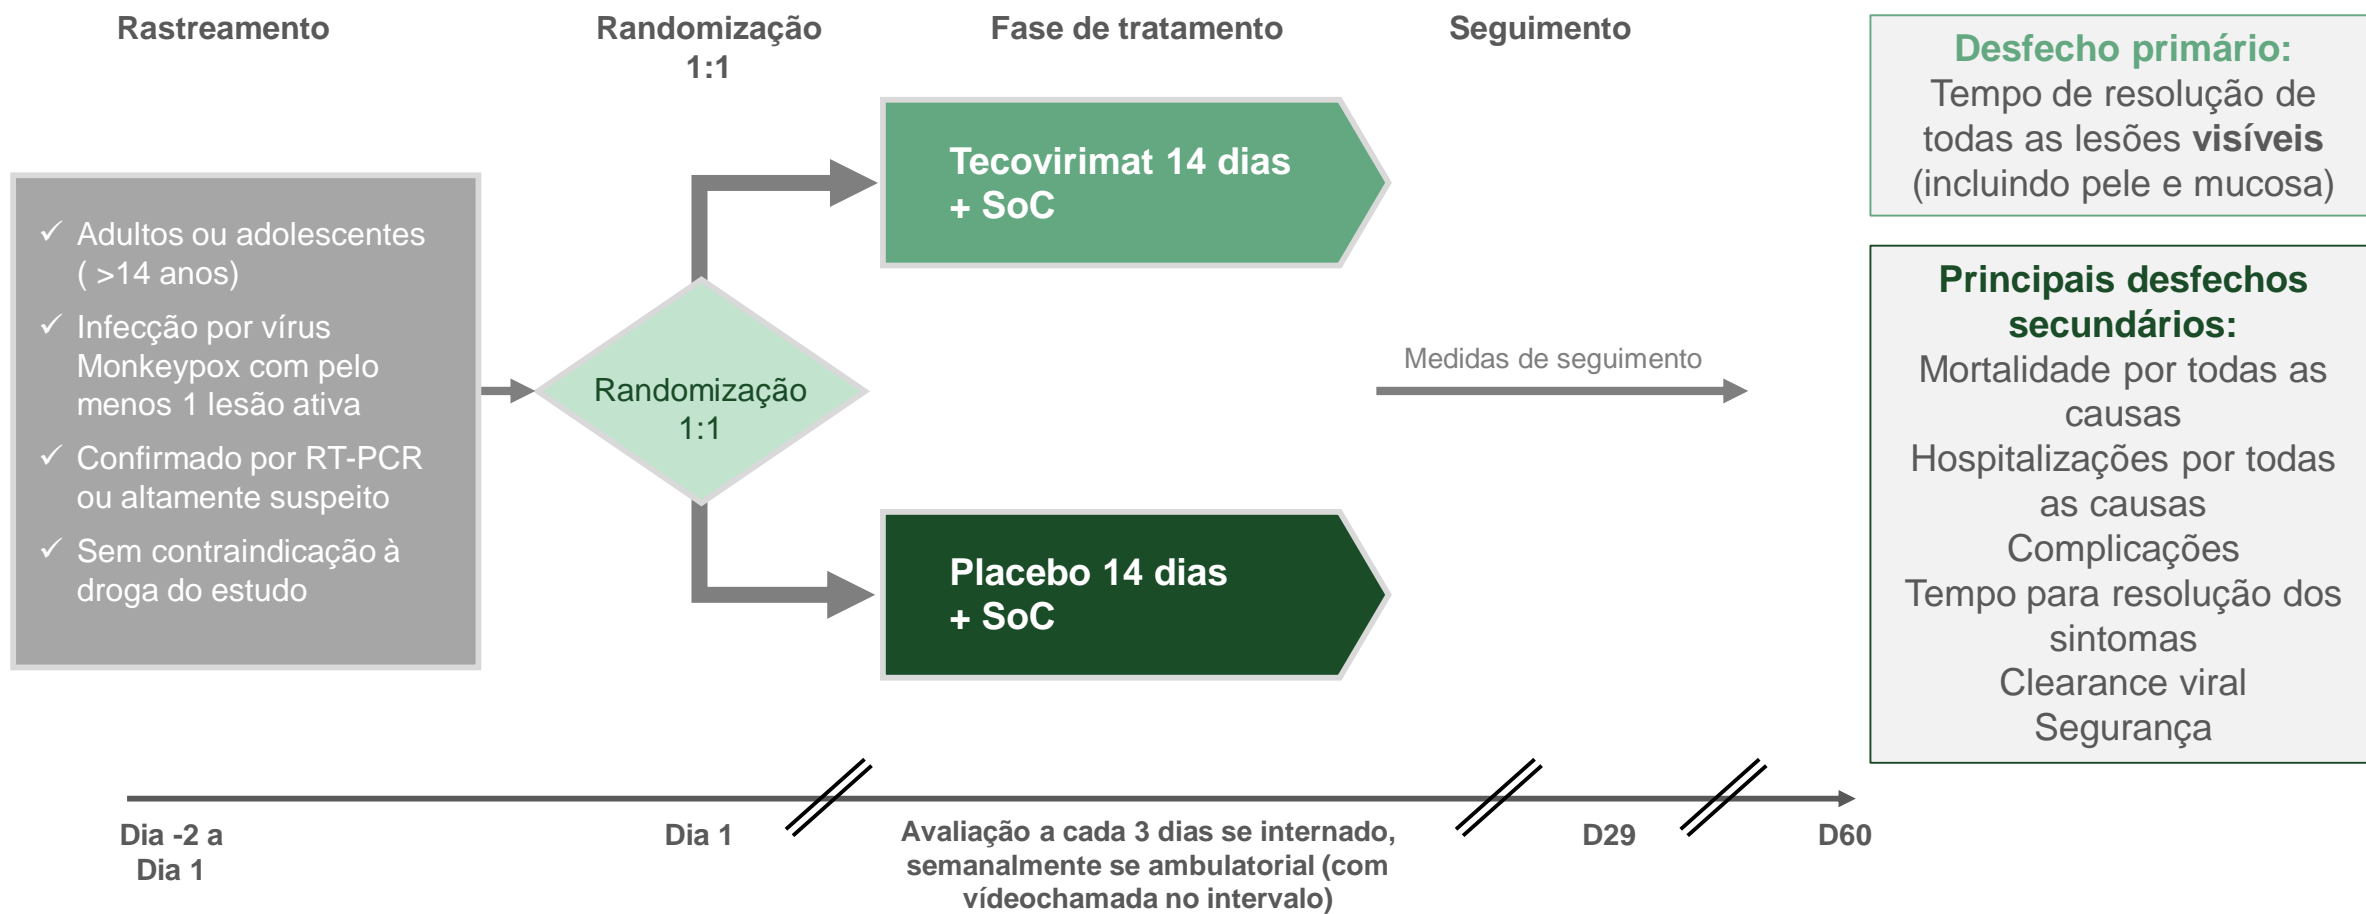 Rastreamento
Randomização
1:1
Fase de tratamento
Seguimento
✓ Adultos ou adolescentes
( >14 anos)
✓ Infecção por vírus
Monkeypox com pelo
menos 1 lesão ativa
✓ Confirmado por RT-PCR
ou altamente suspeito
✓ Sem contraindicação à
droga do estudo
Randomização
1:1
Tecovirimat 14 dias
+ SoC
Placebo 14 dias
+ SoC
Medidas de seguimento
Desfecho primário:
Tempo de resolução de
todas as lesões visíveis
(incluindo pele e mucosa)
Principais desfechos
secundários:
Mortalidade por todas as
causas
Hospitalizações por todas
as causas
Complicações
Tempo para resolução dos
sintomas
Clearance viral
Segurança
Dia -2 a
Dia 1
Dia 1
Avaliação a cada 3 dias se internado,
semanalmente se ambulatorial (com
vídeochamada no intervalo)
D29
D60